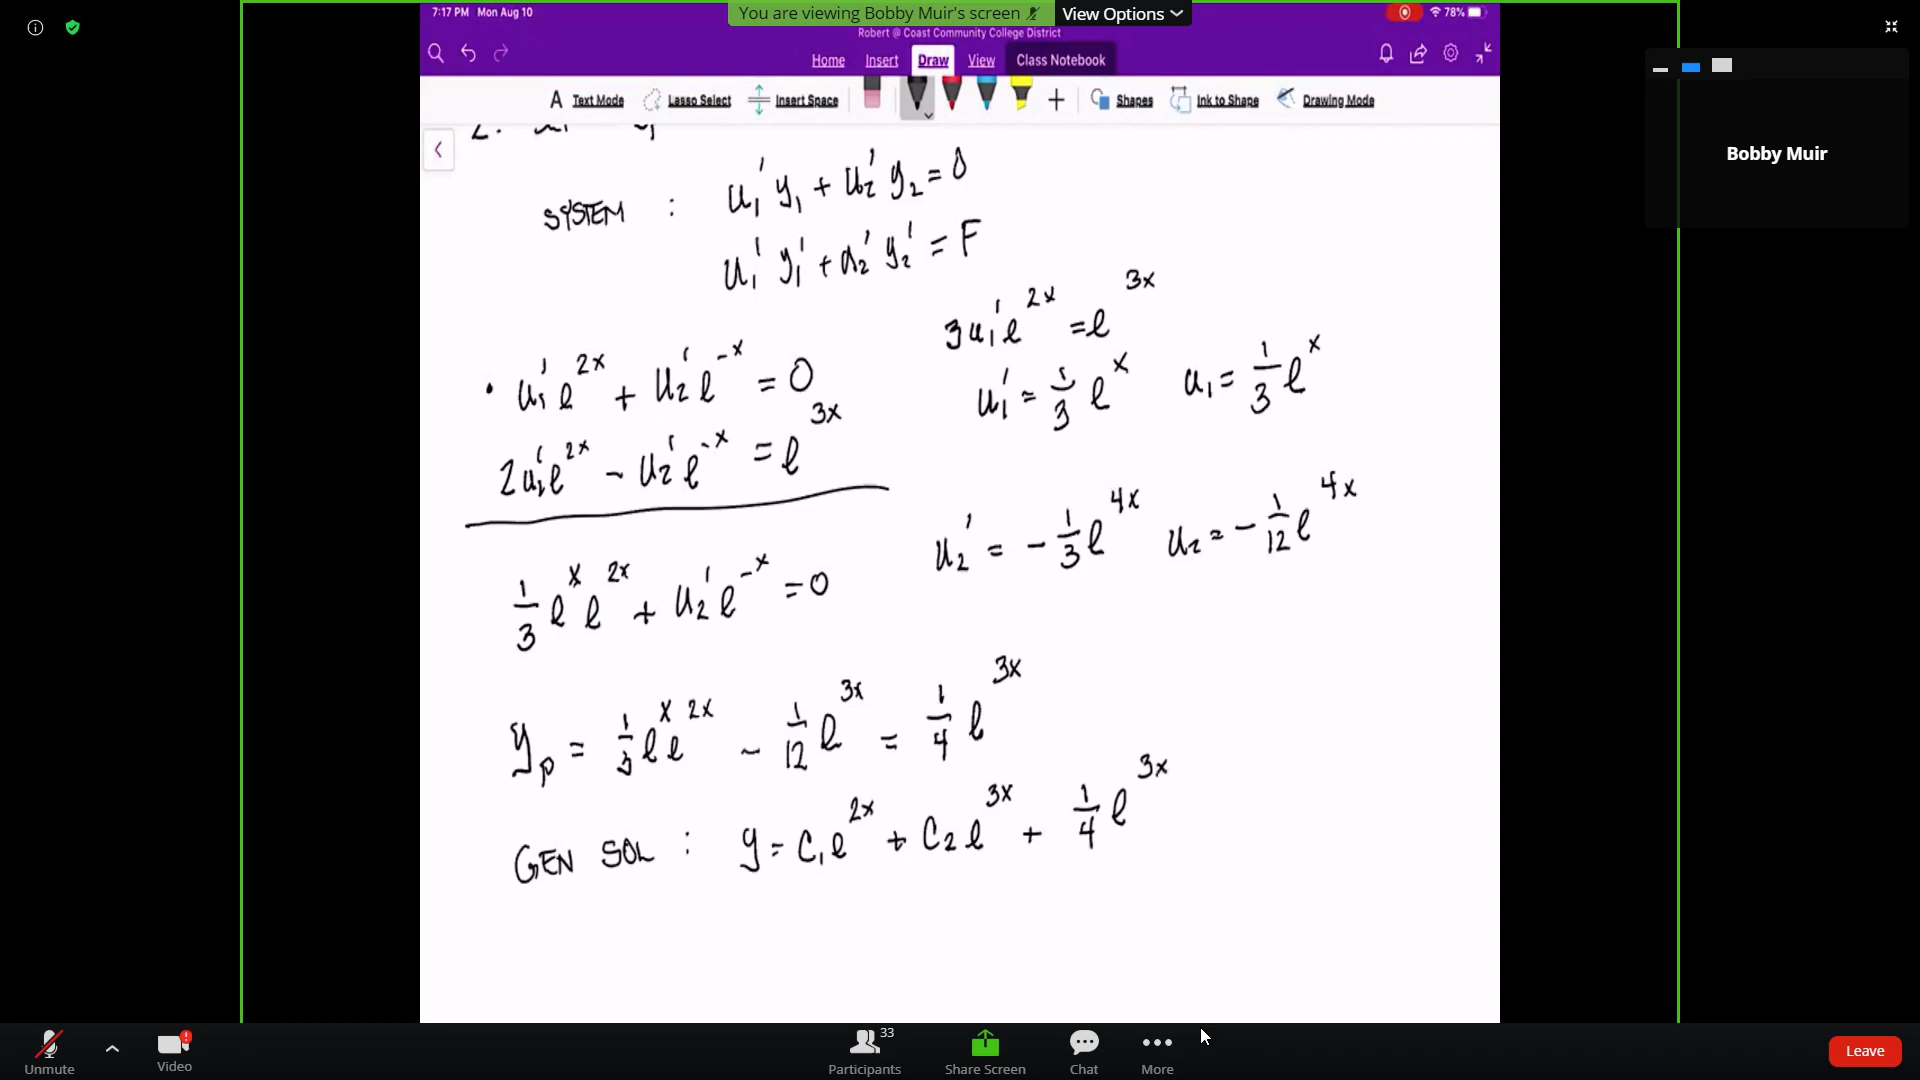 7:17 PM Mon Aug 10
You are viewing Bobby Muir's screen
View Options
78%
Robert @ Coast Community College District
Home Insert Draw View Class Notebook
A Text Mode Lasso Select Insert Space Shapes Ink to Shape Drawing Mode
Bobby Muir
SYSTEM : u₁' y₁ + u₂' y₂ = 0
u₁' y₁' + u₂' y₂' = F
3u₁'e^2x = e^3x
• u₁'e^2x + u₂'e^-x = 0
u₁' = 1/3 e^x u₁ = 1/3 e^x
2u₁'e^2x - u₂'e^-x = e^3x
u₂' = - 1/3 e^4x u₂ = - 1/12 e^4x
1/3 e^x e^2x + u₂'e^-x = 0
yp = 1/3 e^x e^2x - 1/12 e^3x = 1/4 e^3x
GEN SOL : y = C₁e^2x + C₂e^3x + 1/4 e^3x
Unmute
Video
33
Participants
Share Screen
Chat
More
Leave